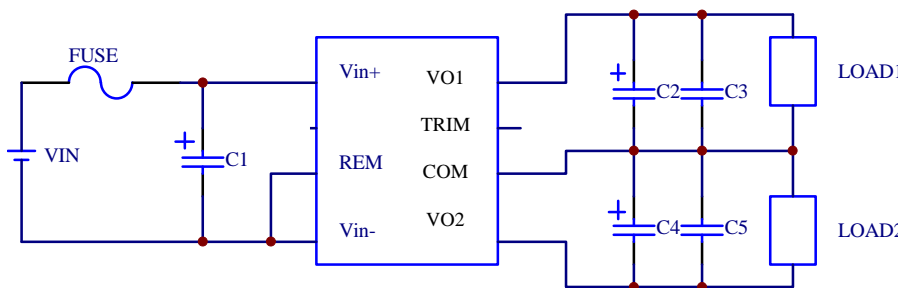 FUSE
VIN
+
C1
Vin+
REM
Vin-
VO1
TRIM
COM
VO2
+
C2
C3
LOAD1
+
C4
C5
LOAD2